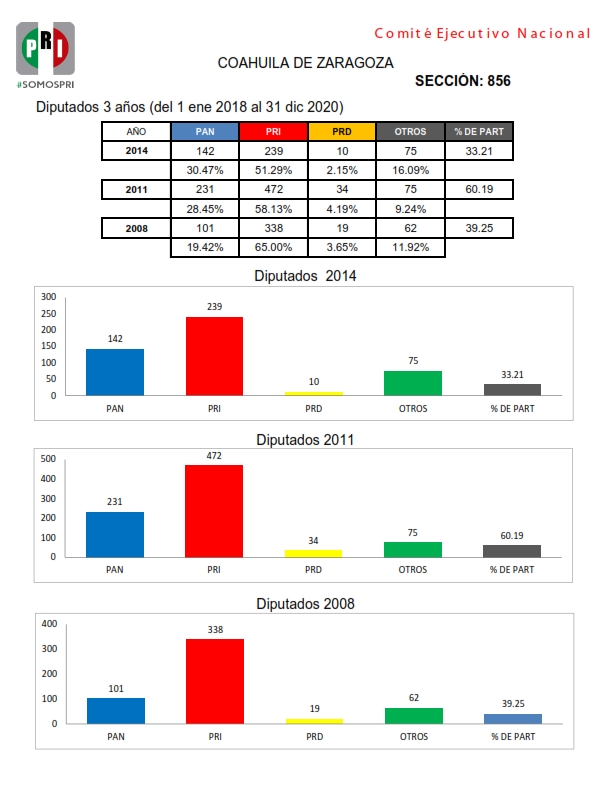 PRI
#SOMOSPRI
Comité Ejecutivo Nacional
COAHUILA DE ZARAGOZA
SECCIÓN: 856
Diputados 3 años (del 1 ene 2018 al 31 dic 2020)
AÑO PAN PRI PRD OTROS % DE PART
2014 142 239 10 75 33.21
30.47% 51.29% 2.15% 16.09%
2011 231 472 34 75 60.19
28.45% 58.13% 4.19% 9.24%
2008 101 338 19 62 39.25
19.42% 65.00% 3.65% 11.92%
Diputados 2014
300
250
200
150
100
50
0
142 239 10 75 33.21
PAN PRI PRD OTROS % DE PART
Diputados 2011
500
400
300
200
100
0
231 472 34 75 60.19
PAN PRI PRD OTROS % DE PART
Diputados 2008
400
300
200
100
0
101 338 19 62 39.25
PAN PRI PRD OTROS % DE PART